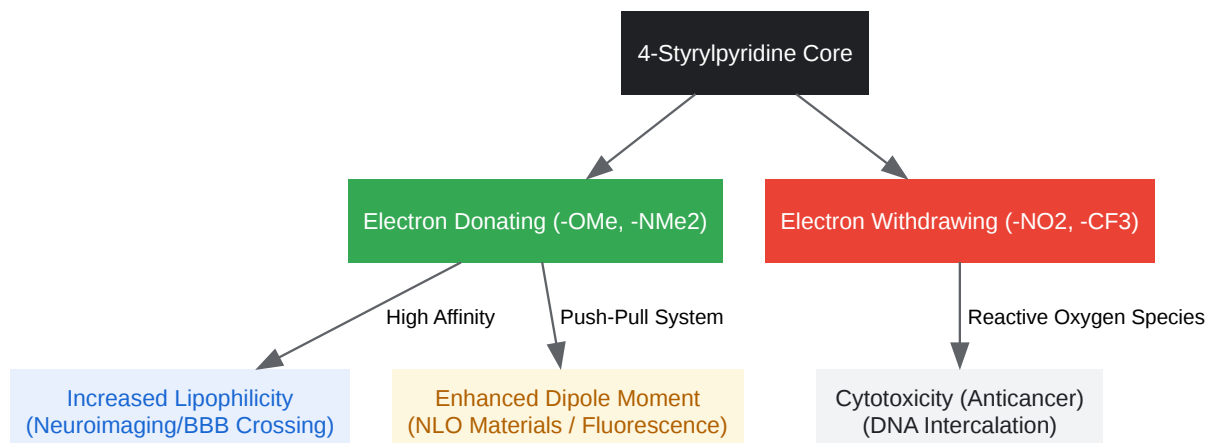 4-Styrylpyridine Core
Electron Donating (-OMe, -NMe2)
Electron Withdrawing (-NO2, -CF3)
High Affinity
Push-Pull System
Reactive Oxygen Species
Increased Lipophilicity
(Neuroimaging/BBB Crossing)
Enhanced Dipole Moment
(NLO Materials / Fluorescence)
Cytotoxicity (Anticancer)
(DNA Intercalation)